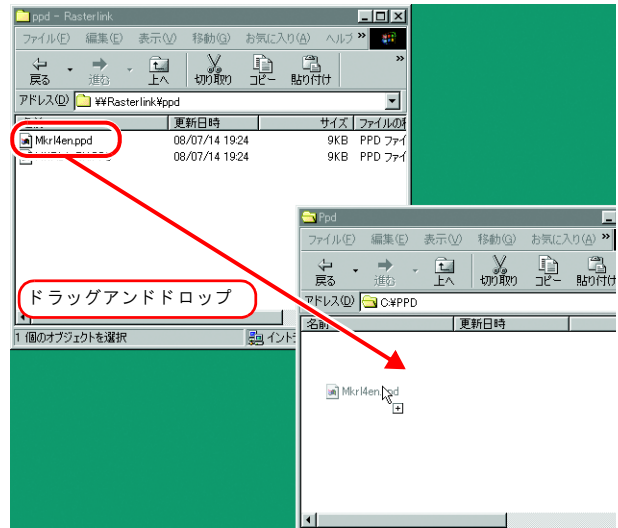 ppd - Rasterlink
ファイル(F) 編集(E) 表示(V) 移動(G) お気に入り(A) ヘルプ »
戻る 進む 上へ 切り取り コピー 貼り付け »
アドレス(D) ¥¥Rasterlink¥ppd
更新日時 サイズ ファイルの
Mkrl4en.ppd 08/07/14 19:24 9KB PPD ファイ
08/07/14 19:24 9KB PPD ファイ
ドラッグアンドドロップ
1 個のオブジェクトを選択 イント
Ppd
ファイル(F) 編集(E) 表示(V) 移動(G) お気に入り(A) »
戻る 進む 上へ 切り取り コピー 貼り付け
アドレス(D) C:¥PPD
名前 更新日時
Mkrl4en.ppd